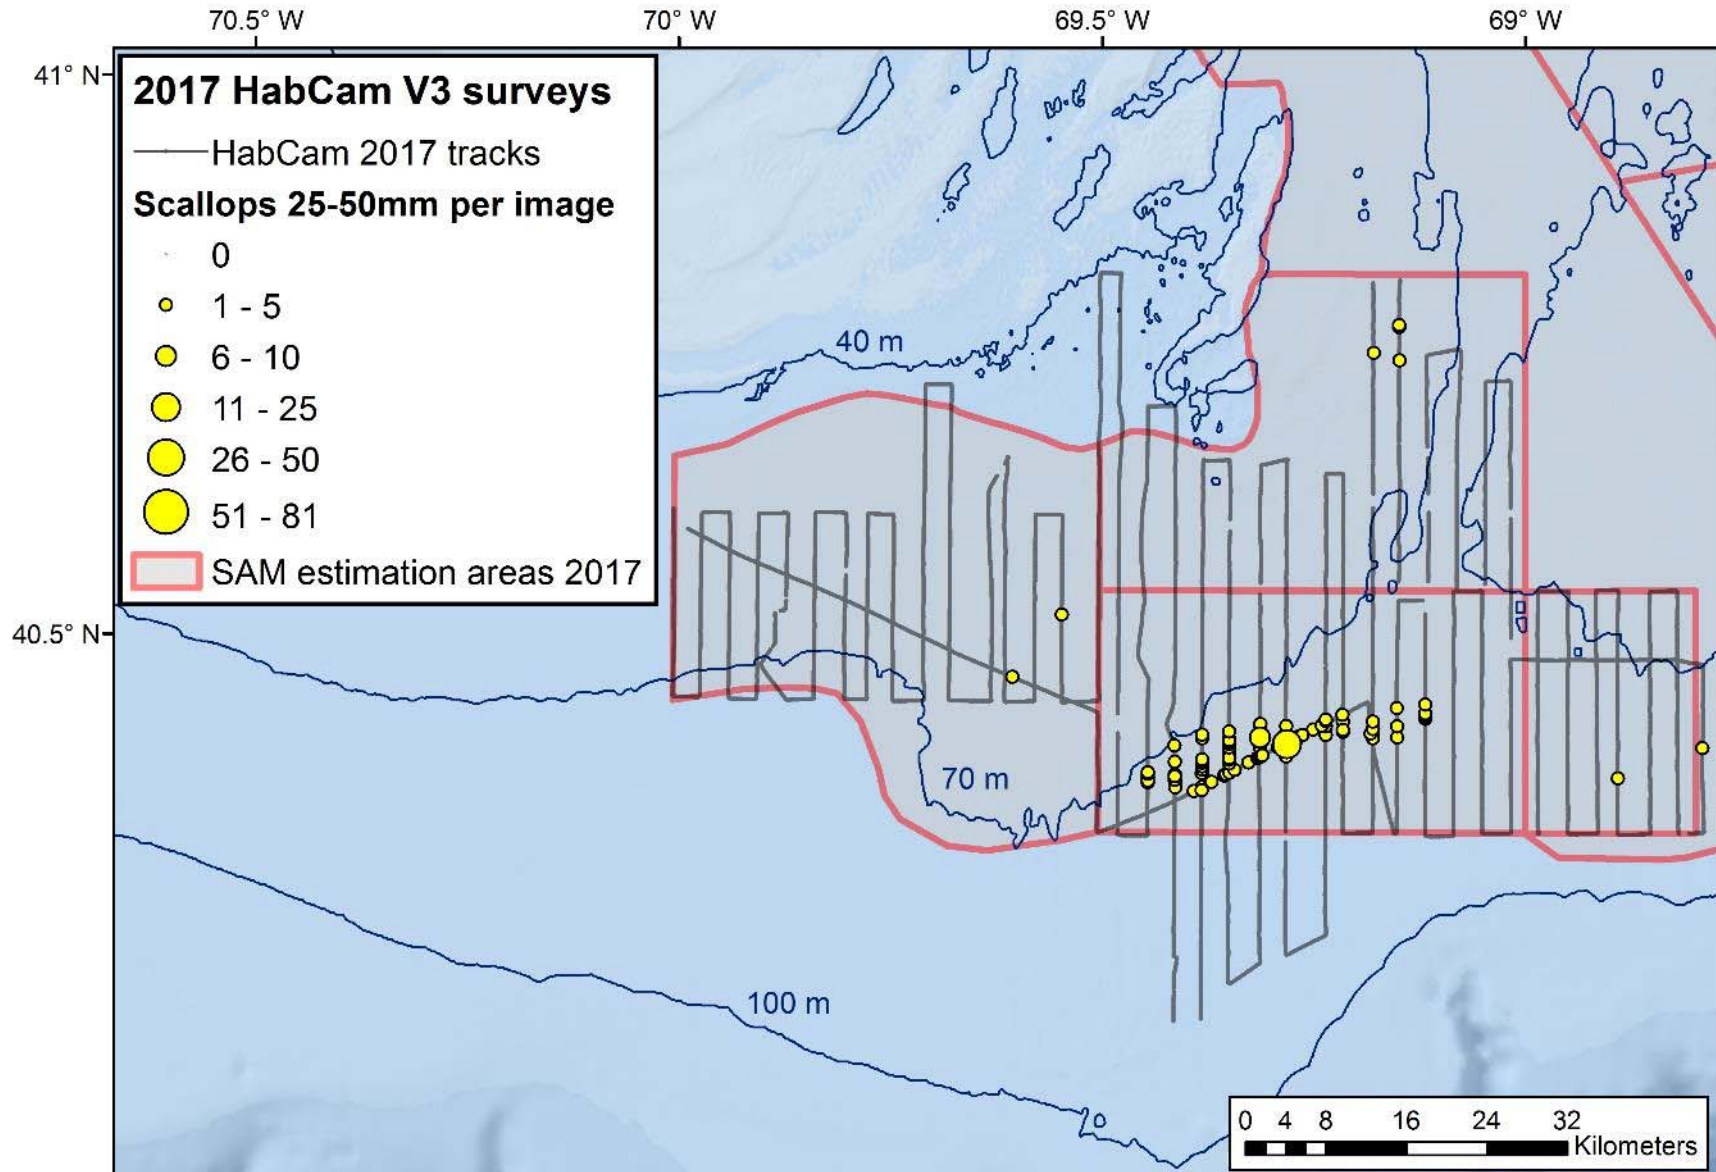 70.5° W
70° W
69.5° W
69° W
41° N
2017 HabCam V3 surveys
HabCam 2017 tracks
Scallops 25-50mm per image
0
1 - 5
6 - 10
11 - 25
26 - 50
51 - 81
SAM estimation areas 2017
40 m
40.5° N
70 m
100 m
0 4 8 16 24 32
Kilometers